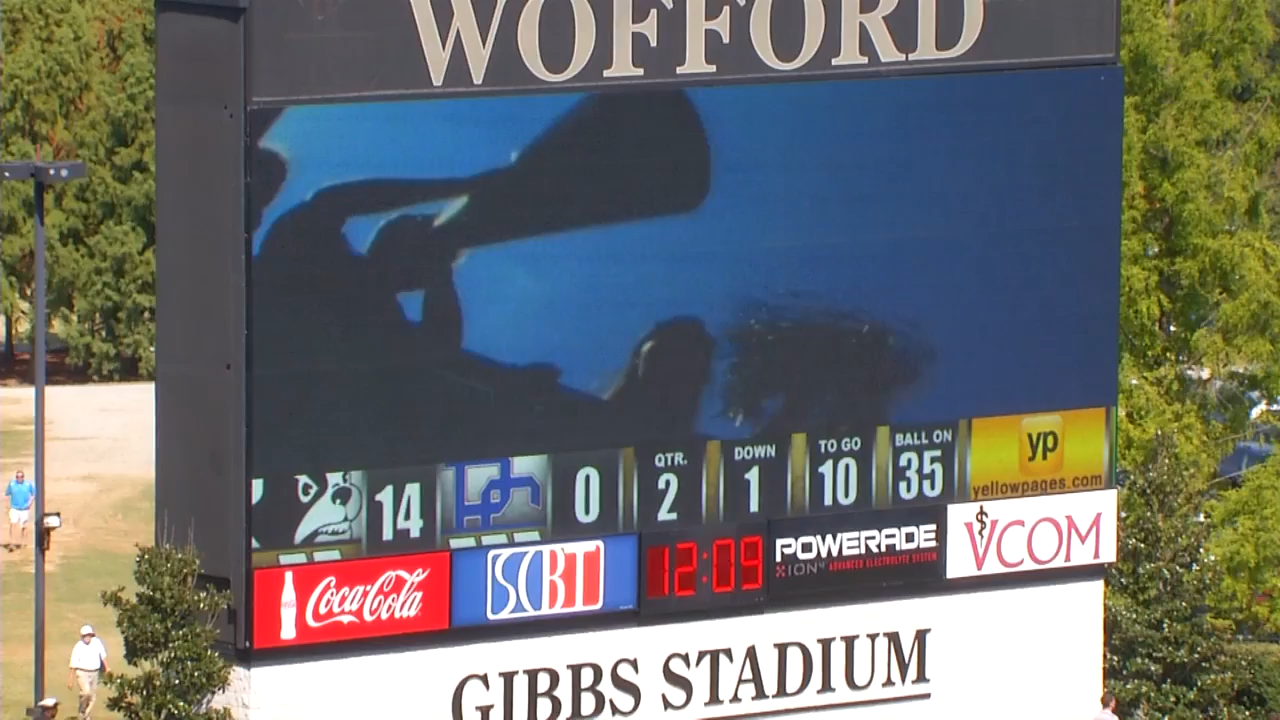 WOFFORD
14
0
QTR.
2
DOWN
1
TO GO
10
BALL ON
35
yp
yellowpages.com
Coca-Cola
SCBT
12:09
POWERADE
ION4 ADVANCED ELECTROLYTE SYSTEM
VCOM
GIBBS STADIUM